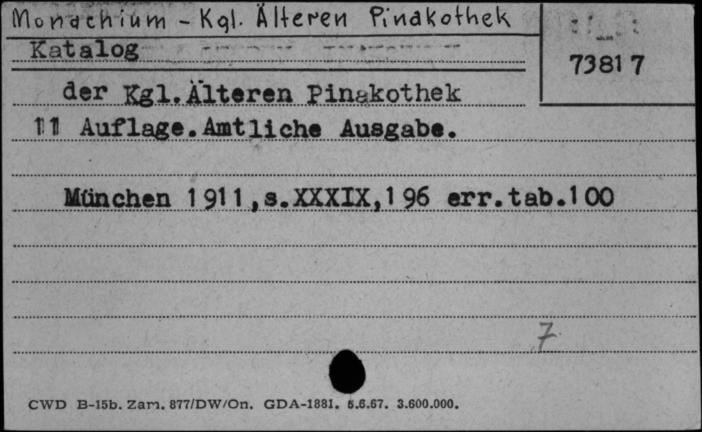 Monachium - Kgl. Älteren Pinakothek
Katalog
73817
der Kgl.Älteren Pinakothek
11 Auflage.Amtliche Ausgabe.
München 1911,s.XXXIX,196 err.tab.100
7
CWD B-15b. Zam. 877/DW/On. GDA-1881. 5.6.67. 3.600.000.